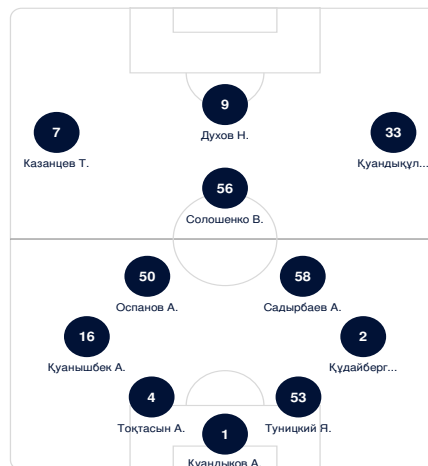 9
7
33
Духов Н.
Казанцев Т.
Қуандықұл...
56
Солошенко В.
50
58
Оспанов А.
Садырбаев А.
16
2
Қуанышбек А.
Құдайберг...
4
53
Тоқтасын А.
Туницкий Я.
1
Куандыков А.